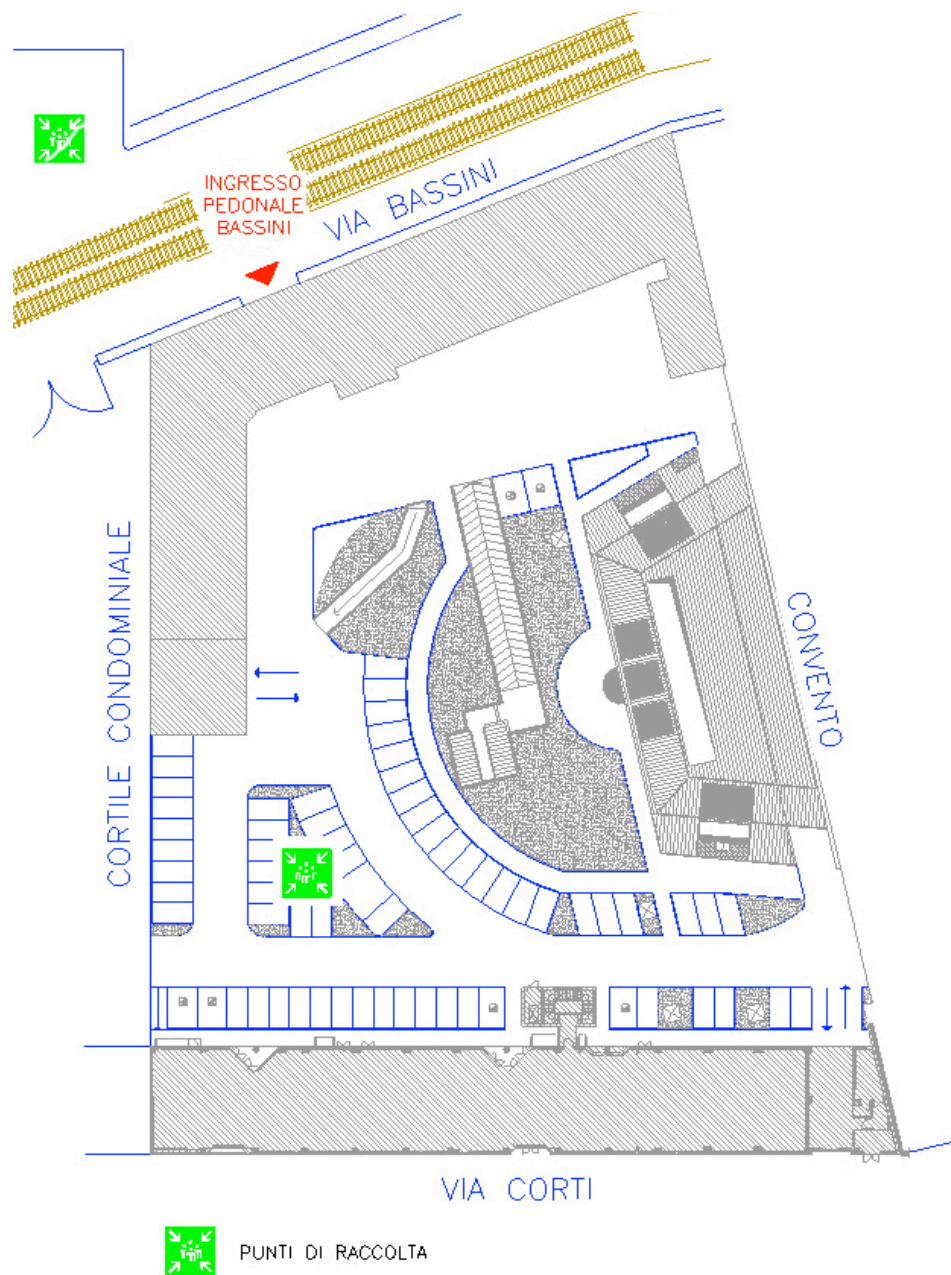 INGRESSO
PEDONALE
BASSINI
VIA BASSINI
CORTILE CONDOMINIALE
CONVENTO
VIA CORTI
PUNTI DI RACCOLTA